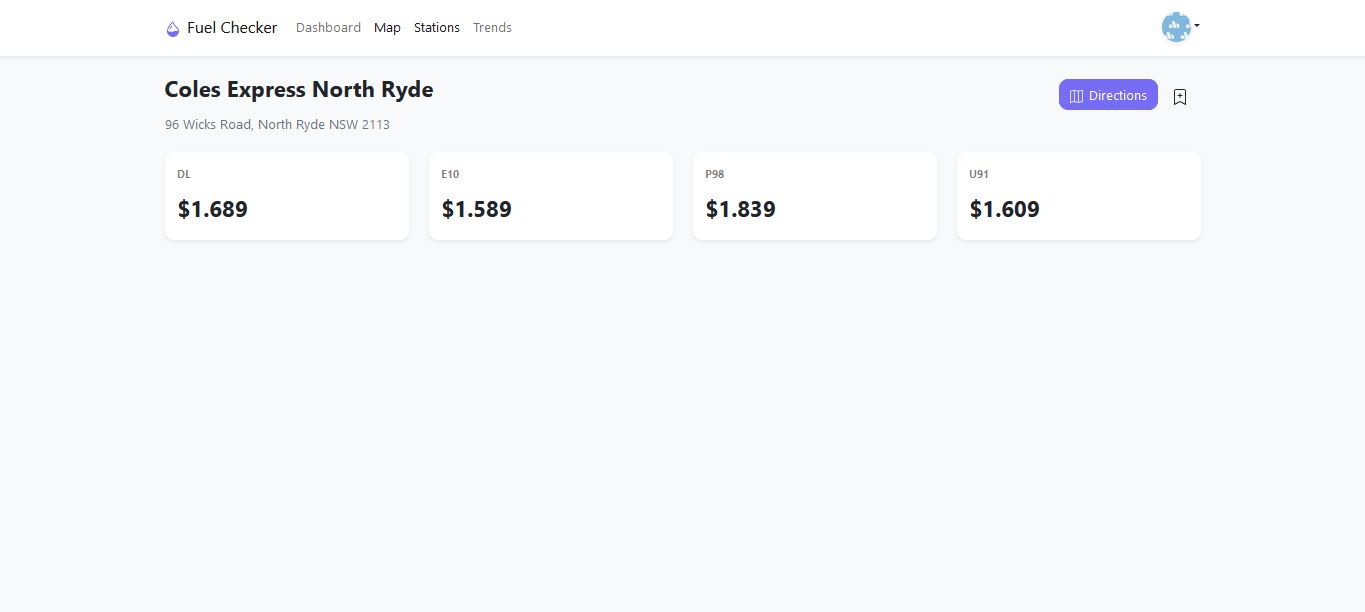 Fuel Checker Dashboard Map Stations Trends
Coles Express North Ryde
Directions
96 Wicks Road, North Ryde NSW 2113
DL E10 P98 U91
$1.689 $1.589 $1.839 $1.609